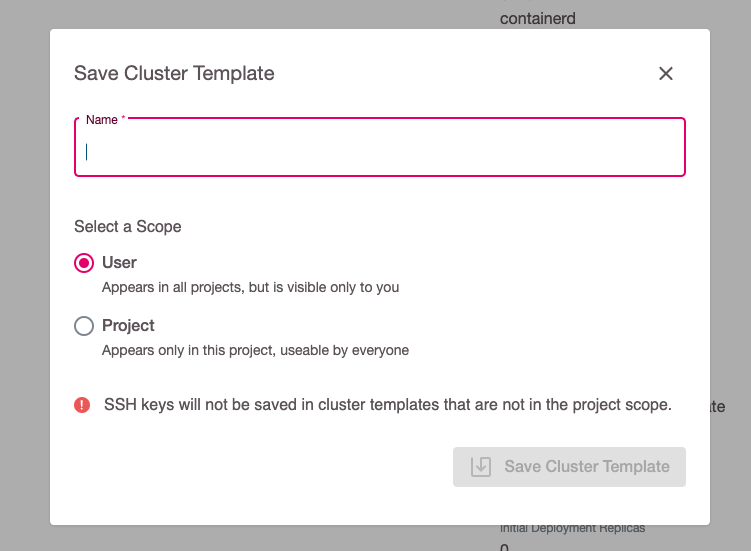 containerd
Save Cluster Template
Name *
Select a Scope
User
Appears in all projects, but is visible only to you
Project
Appears only in this project, useable by everyone
SSH keys will not be saved in cluster templates that are not in the project scope.
Save Cluster Template
Initial Deployment Replicas
0